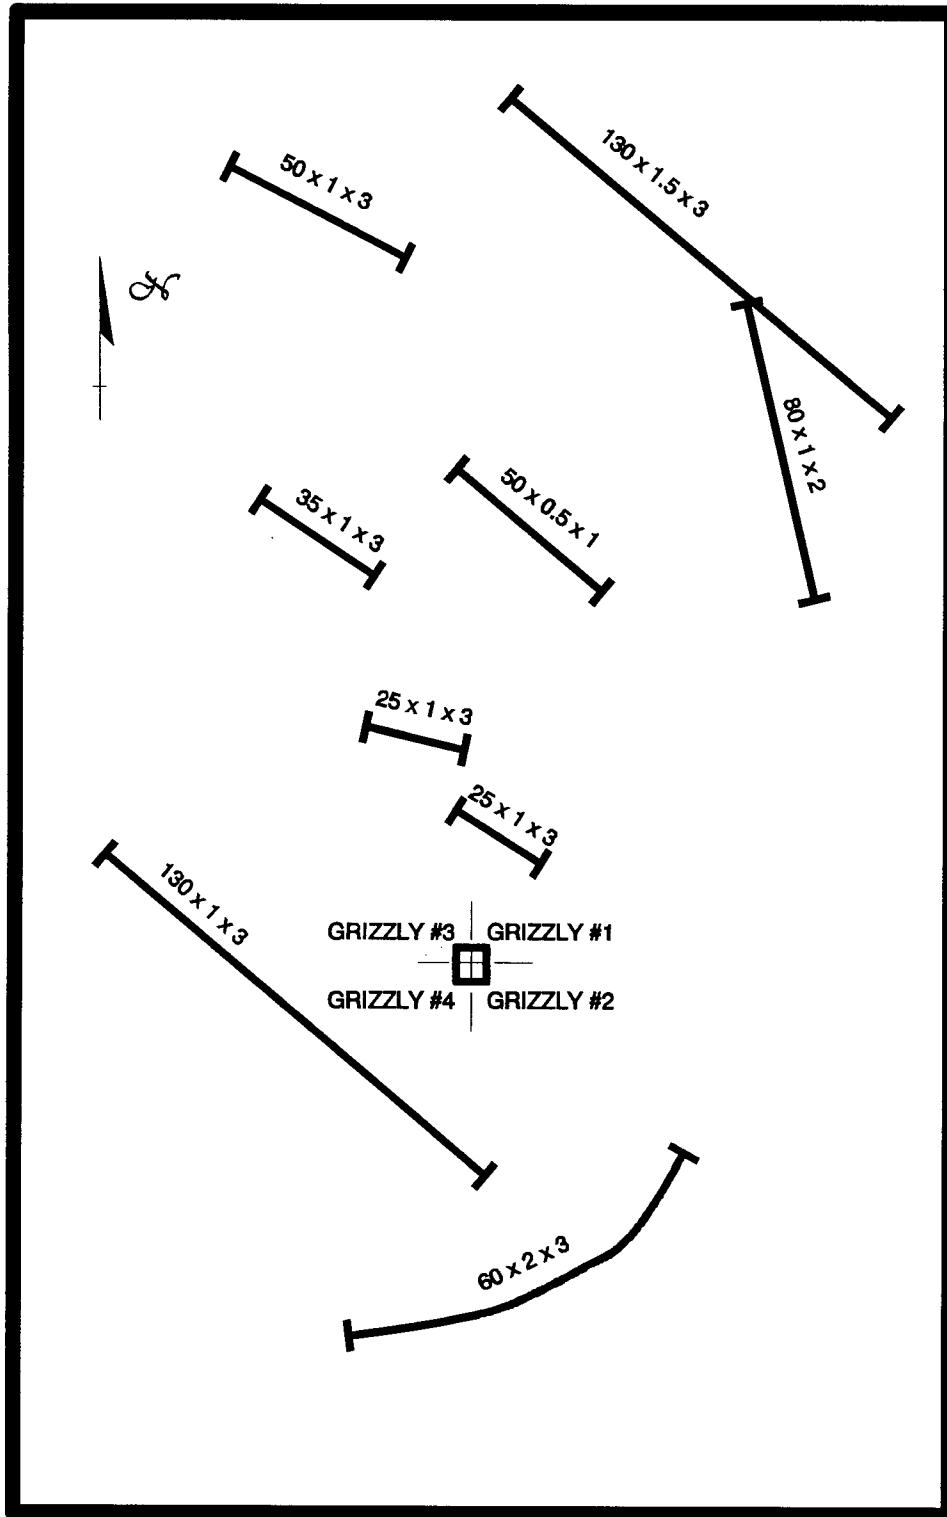 130 x 1.5 x 3
50 x 1 x 3
N
80 x 1 x 2
50 x 0.5 x 1
35 x 1 x 3
25 x 1 x 3
25 x 1 x 3
130 x 1 x 3
GRIZZLY #3 GRIZZLY #1
GRIZZLY #4 GRIZZLY #2
60 x 2 x 3